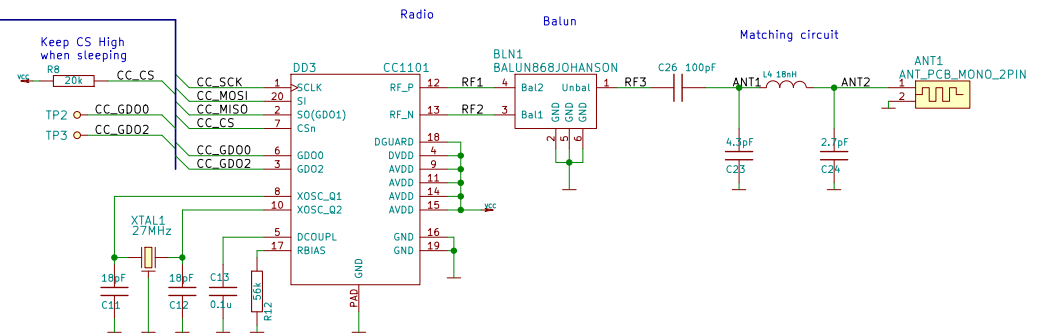 Radio
Balun
Matching circuit
Keep CS High
when sleeping
VCC
R8
20k
CC_CS
TP2
CC_GDO0
TP3
CC_GDO2
CC_SCK
CC_MOSI
CC_MISO
CC_CS
CC_GDO0
CC_GDO2
DD3
CC1101
1
SCLK
20
SI
2
SO(GDO1)
7
CSn
6
GDO0
3
GDO2
8
XOSC_Q1
10
XOSC_Q2
5
DCOUPL
17
RBIAS
RF_P
12
RF_N
13
DGUARD
18
DVDD
4
AVDD
9
AVDD
11
AVDD
14
AVDD
15
VCC
GND
16
GND
19
GND
PAD
RF1
RF2
BLN1
BALUN868JOHANSON
4
Bal2
3
Bal1
Unbal
1
GND
GND
GND
2
5
6
RF3
C26
100pF
ANT1
L4 18nH
ANT2
4.3pF
C23
2.7pF
C24
ANT1
ANT_PCB_MONO_2PIN
1
2
XTAL1
27MHz
18pF
C11
18pF
C12
C13
0.1u
56k
R12